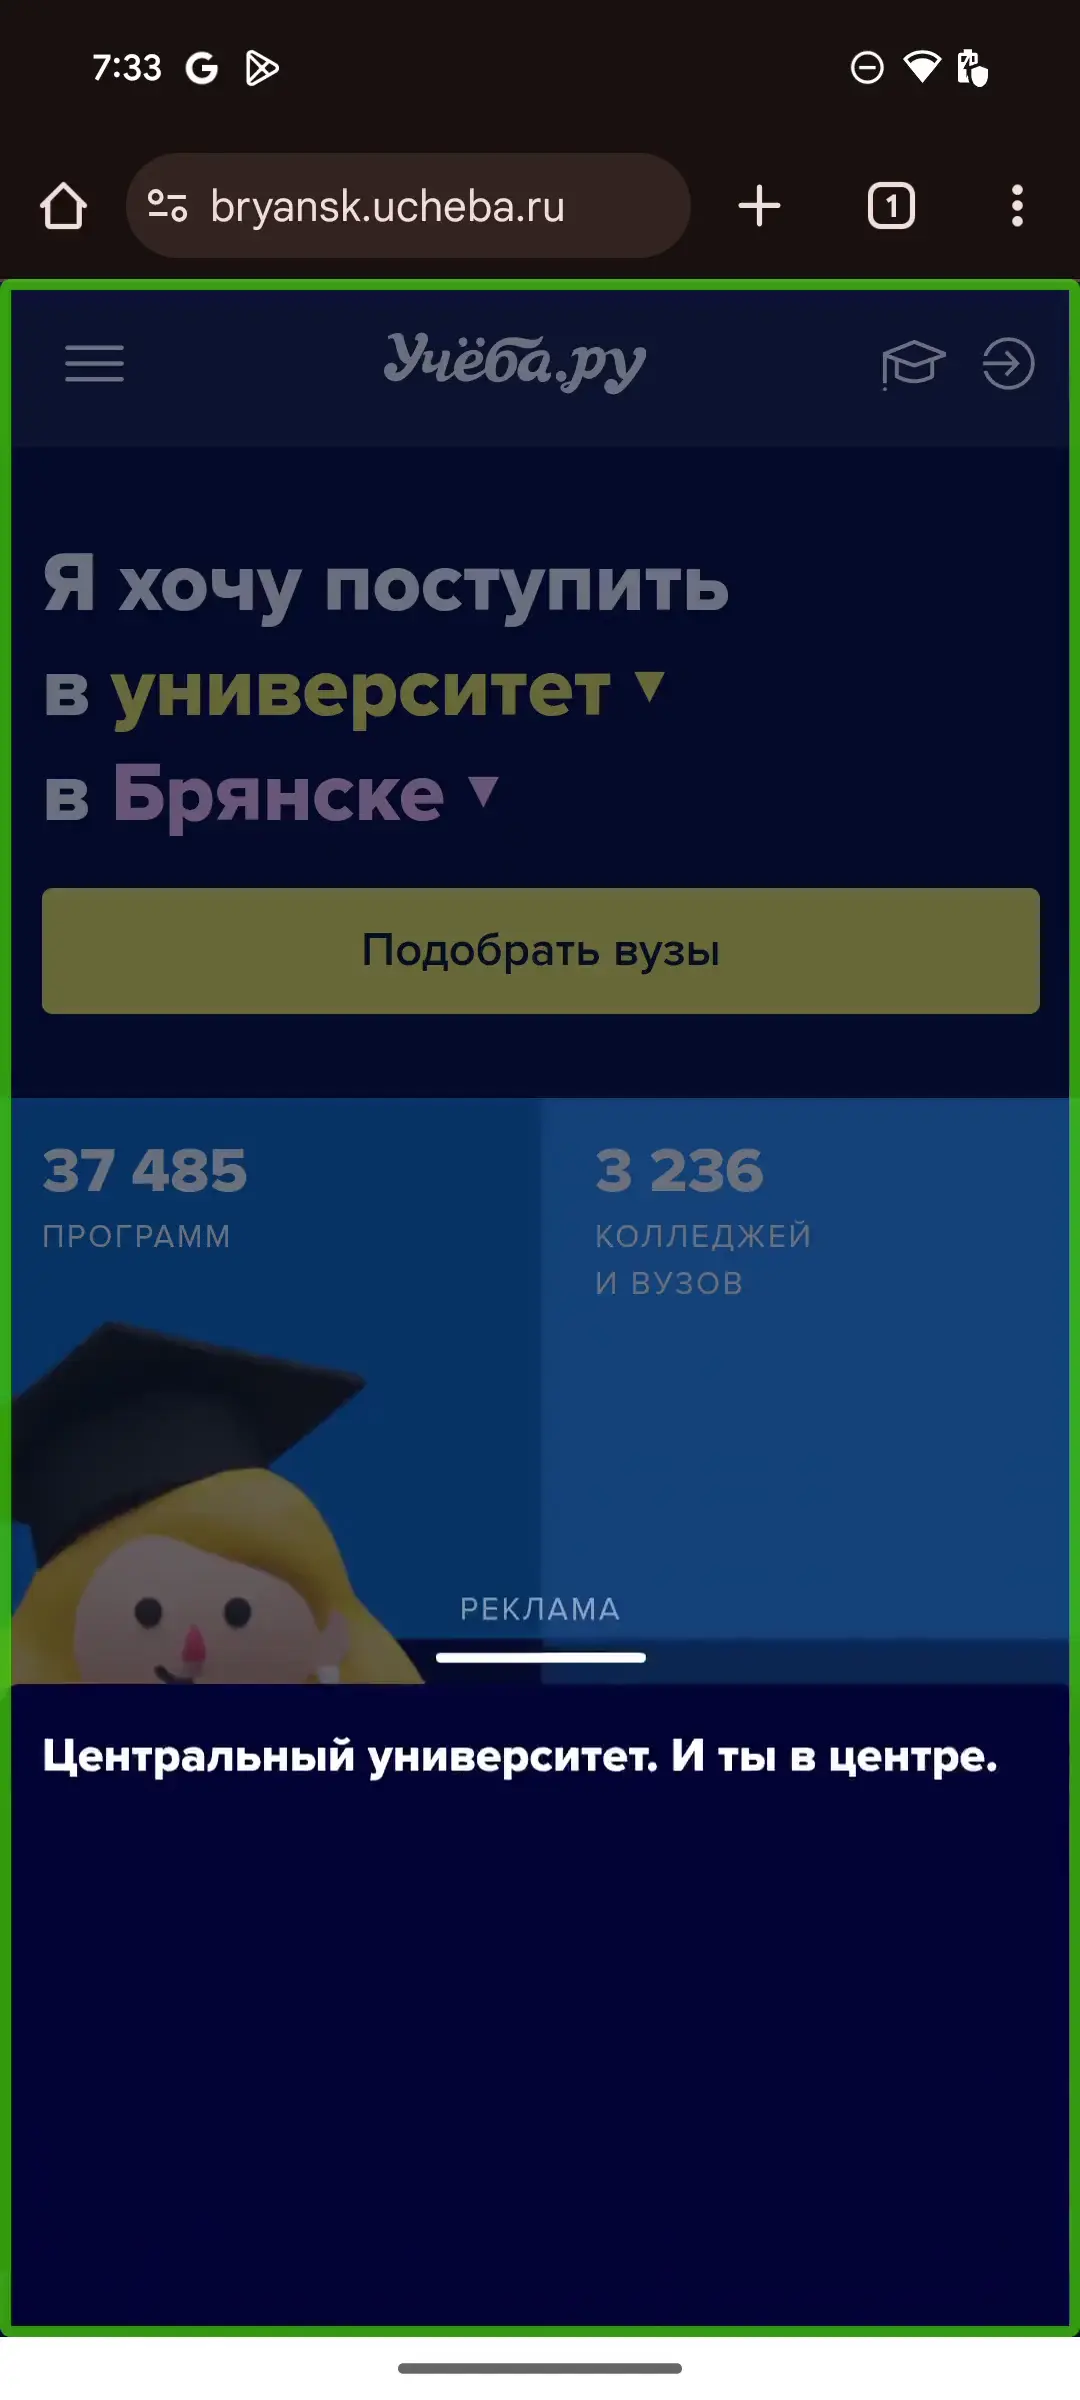 7:33
bryansk.ucheba.ru
1
Учёба.ру
Я хочу поступить
в университет ▼
в Брянске ▼
Подобрать вузы
37 485
ПРОГРАММ
3 236
КОЛЛЕДЖЕЙ
И ВУЗОВ
РЕКЛАМА
Центральный университет. И ты в центре.